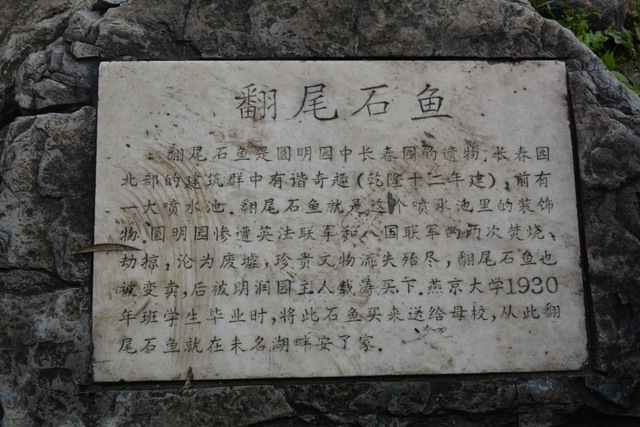 翻尾石鱼
翻尾石鱼是圆明园中长春园的遗物.长春园
北部的建筑群中有谐奇趣(乾隆十二年建),前有
一大喷水池.翻尾石鱼就是这个喷水池里的装饰
物.圆明园惨遭英法联军和八国联军的两次焚烧、
劫掠,沦为废墟,珍贵文物流失殆尽;翻尾石鱼也
被变卖,后被明润园主人载涛买下.燕京大学1930
年班学生毕业时,将此石鱼买来送给母校,从此翻
尾石鱼就在未名湖畔安了家.